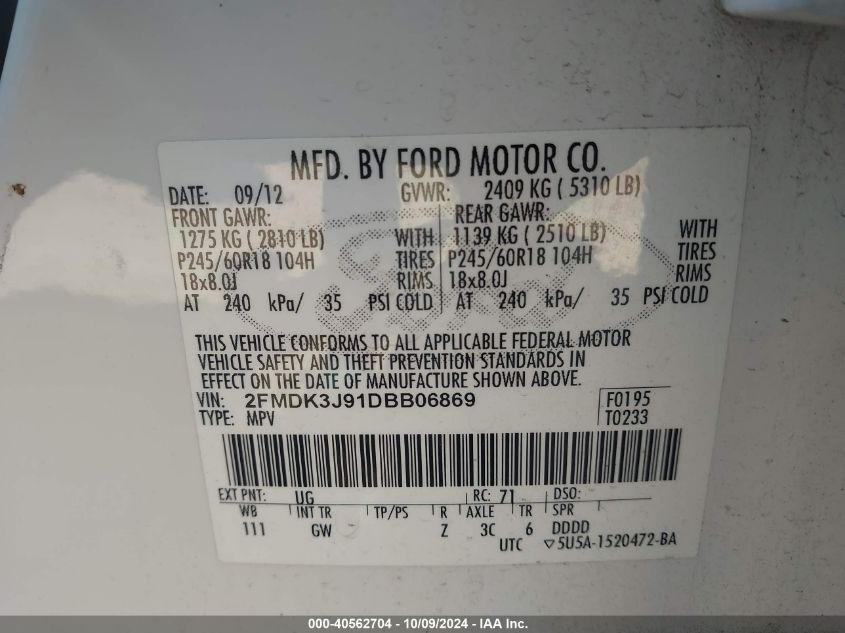 MFD. BY FORD MOTOR CO.
DATE: 09/12 GVWR: 2409 KG ( 5310 LB)
FRONT GAWR: REAR GAWR:
1275 KG ( 2810 LB) WITH 1139 KG ( 2510 LB) WITH
P245/60R18 104H TIRES P245/60R18 104H TIRES
18x8.0J RIMS 18x8.0J RIMS
AT 240 kPa/ 35 PSI COLD AT 240 kPa/ 35 PSI COLD
Ford
THIS VEHICLE CONFORMS TO ALL APPLICABLE FEDERAL MOTOR
VEHICLE SAFETY AND THEFT PREVENTION STANDARDS IN
EFFECT ON THE DATE OF MANUFACTURE SHOWN ABOVE.
VIN: 2FMDK3J91DBB06869 F0195
TYPE: MPV T0233
EXT PNT: UG RC: 71 DSO:
WB INT TR TP/PS R AXLE TR SPR
111 GW Z 3C 6 DDDD
UTC ▽5U5A-1520472-BA
000-40562704 - 10/09/2024 - IAA Inc.